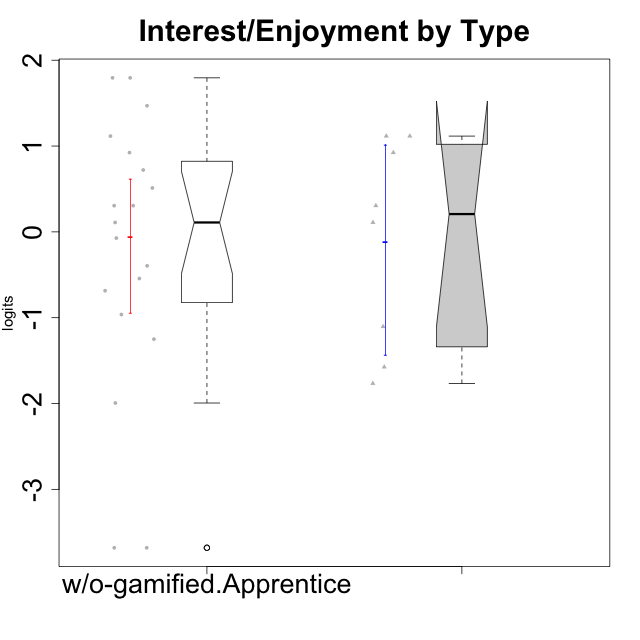 Interest/Enjoyment by Type
2
1
0
-1
-2
-3
logits
w/o-gamified.Apprentice